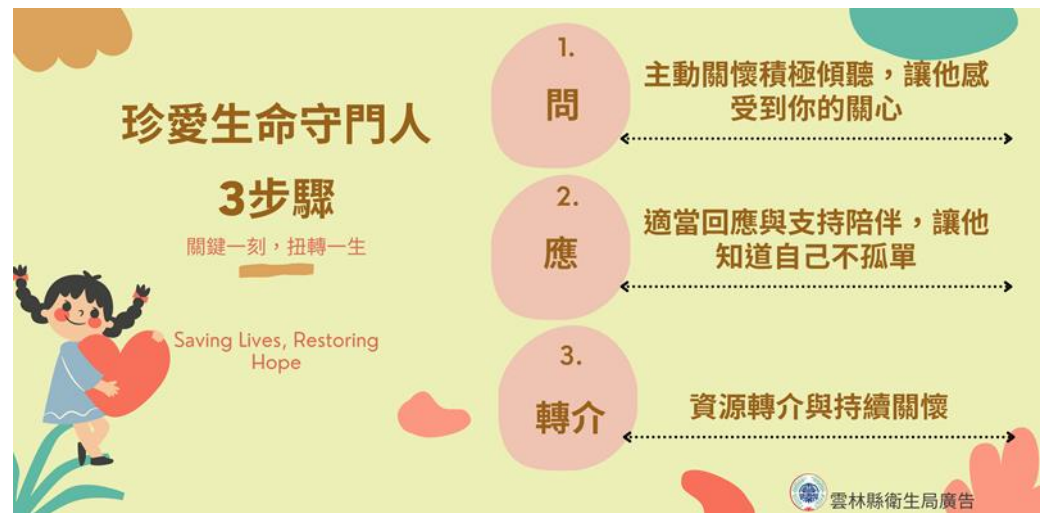 珍愛生命守門人
3步驟
關鍵一刻，扭轉一生
Saving Lives, Restoring
Hope
1.
問
主動關懷積極傾聽，讓他感
受到你的關心
2.
應
適當回應與支持陪伴，讓他
知道自己不孤單
3.
轉介
資源轉介與持續關懷
雲林縣衛生局廣告